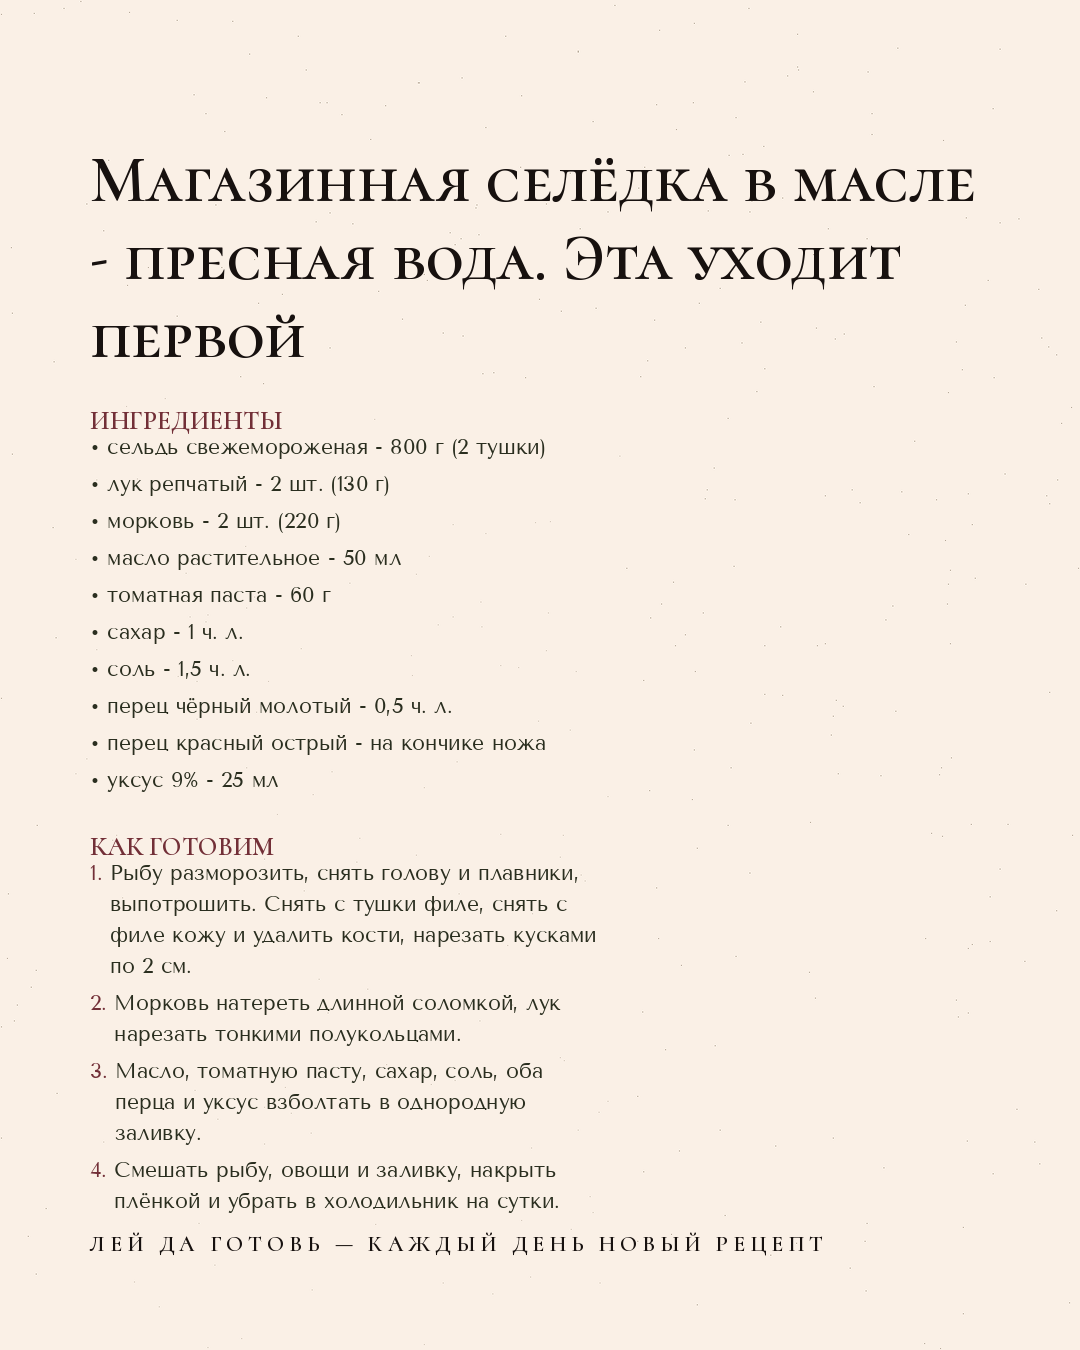 Магазинная селёдка в масле
- пресная вода. Эта уходит
первой
ИНГРЕДИЕНТЫ
• сельдь свежемороженая - 800 г (2 тушки)
• лук репчатый - 2 шт. (130 г)
• морковь - 2 шт. (220 г)
• масло растительное - 50 мл
• томатная паста - 60 г
• сахар - 1 ч. л.
• соль - 1,5 ч. л.
• перец чёрный молотый - 0,5 ч. л.
• перец красный острый - на кончике ножа
• уксус 9% - 25 мл
КАК ГОТОВИМ
1. Рыбу разморозить, снять голову и плавники,
выпотрошить. Снять с тушки филе, снять с
филе кожу и удалить кости, нарезать кусками
по 2 см.
2. Морковь натереть длинной соломкой, лук
нарезать тонкими полукольцами.
3. Масло, томатную пасту, сахар, соль, оба
перца и уксус взболтать в однородную
заливку.
4. Смешать рыбу, овощи и заливку, накрыть
плёнкой и убрать в холодильник на сутки.
ЛЕЙ ДА ГОТОВЬ — КАЖДЫЙ ДЕНЬ НОВЫЙ РЕЦЕПТ